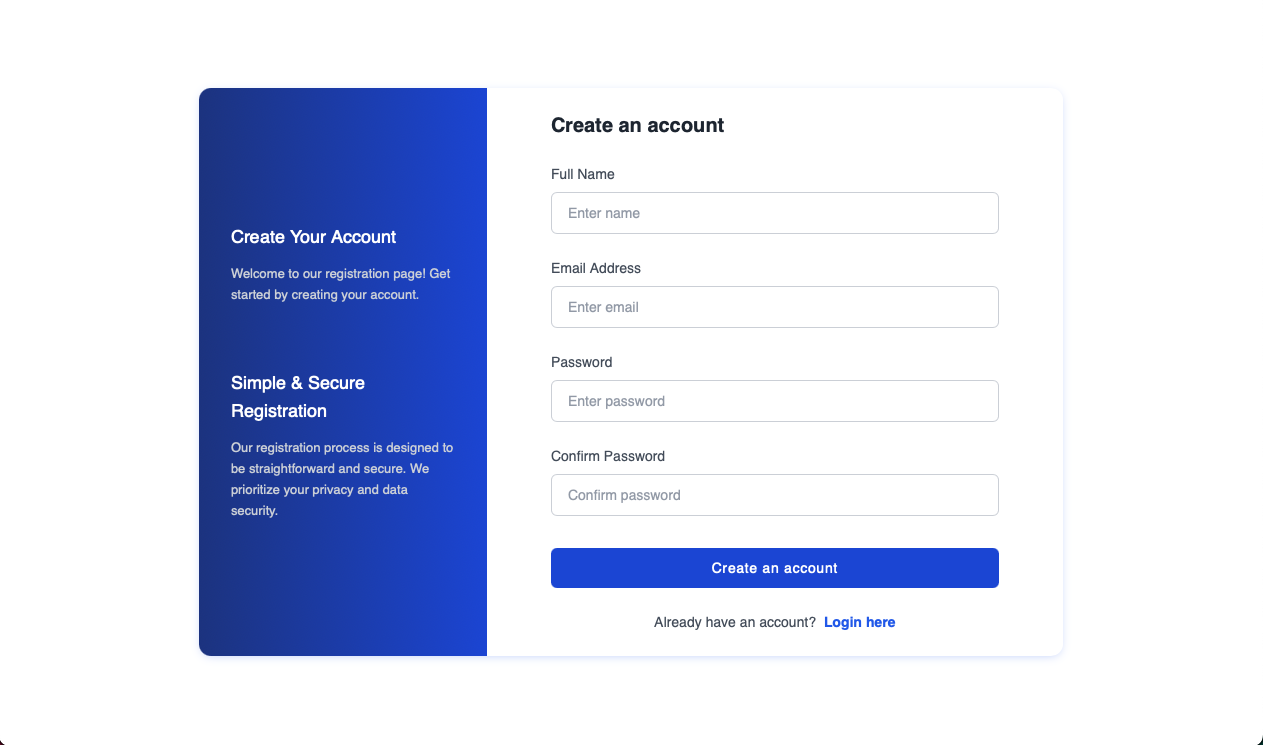 Create Your Account
Welcome to our registration page! Get
started by creating your account.
Simple & Secure
Registration
Our registration process is designed to
be straightforward and secure. We
prioritize your privacy and data
security.
Create an account
Full Name
Enter name
Email Address
Enter email
Password
Enter password
Confirm Password
Confirm password
Create an account
Already have an account? Login here